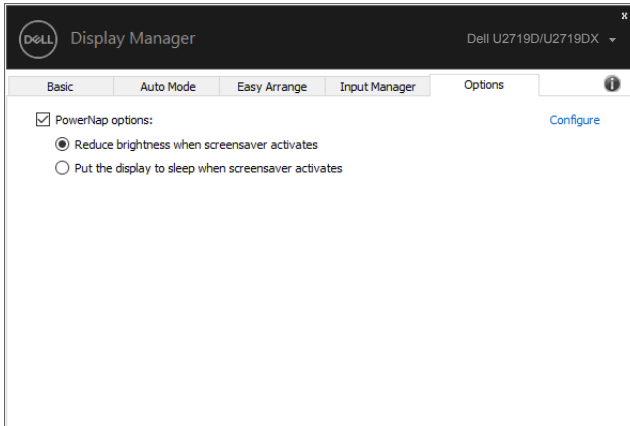 x
DELL Display Manager Dell U2719D/U2719DX
Basic Auto Mode Easy Arrange Input Manager Options i
PowerNap options: Configure
Reduce brightness when screensaver activates
Put the display to sleep when screensaver activates